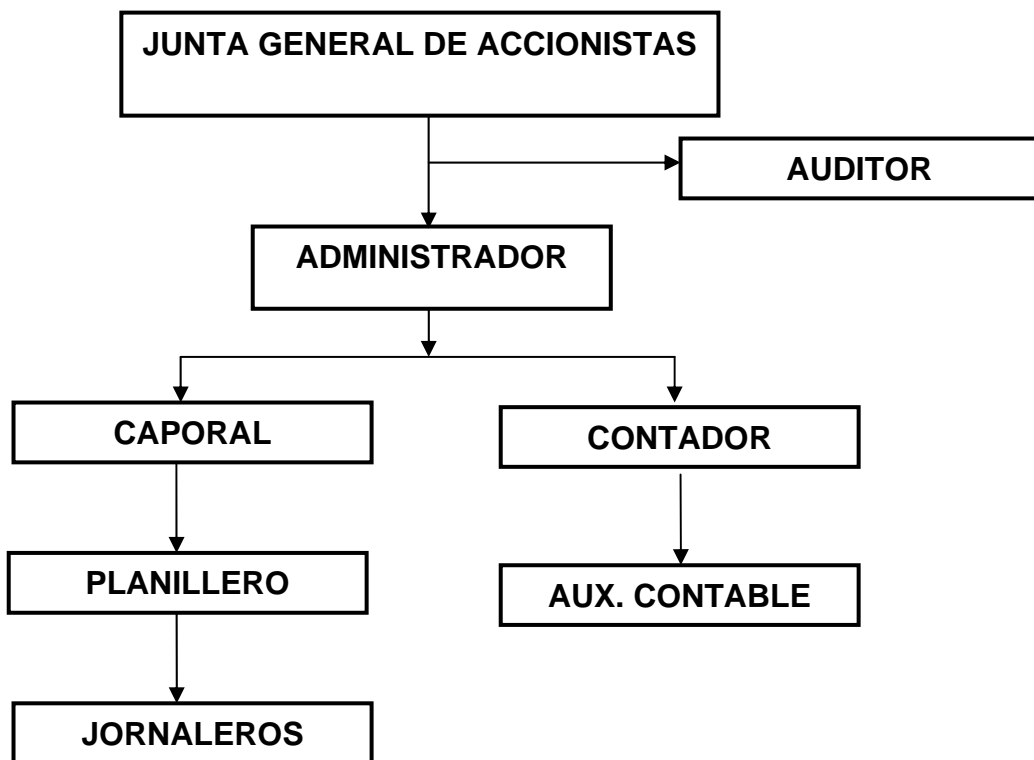 JUNTA GENERAL DE ACCIONISTAS
AUDITOR
ADMINISTRADOR
CAPORAL
CONTADOR
PLANILLERO
AUX. CONTABLE
JORNALEROS